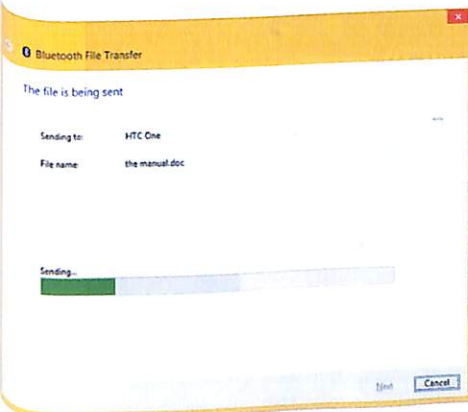 Bluetooth File Transfer
The file is being sent
Sending to: HTC One
File name: the manual.doc
Sending...
Next Cancel